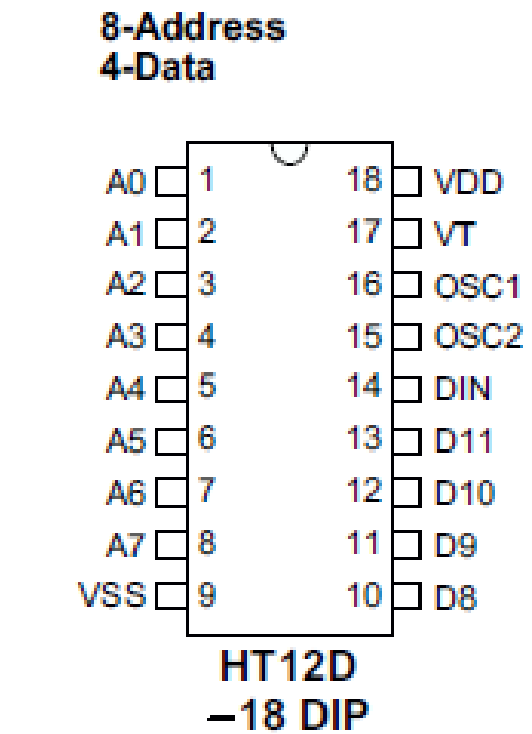 8-Address
4-Data
A0 1 18 VDD
A1 2 17 VT
A2 3 16 OSC1
A3 4 15 OSC2
A4 5 14 DIN
A5 6 13 D11
A6 7 12 D10
A7 8 11 D9
VSS 9 10 D8
HT12D
–18 DIP